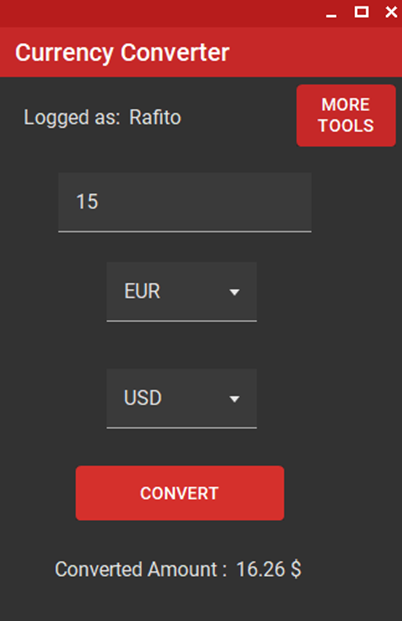 Currency Converter
Logged as: Rafito
MORE
TOOLS
15
EUR
USD
CONVERT
Converted Amount : 16.26 $